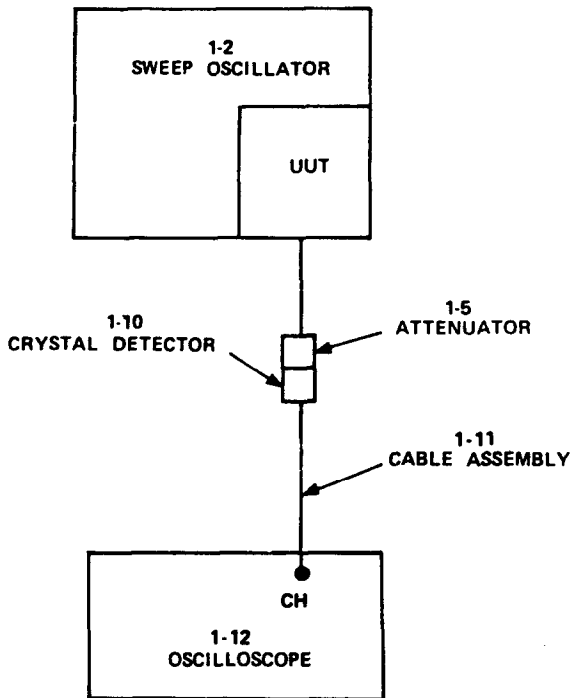 1-2
SWEEP OSCILLATOR
UUT
1-10
CRYSTAL DETECTOR
1-5
ATTENUATOR
1-11
CABLE ASSEMBLY
CH
1-12
OSCILLOSCOPE